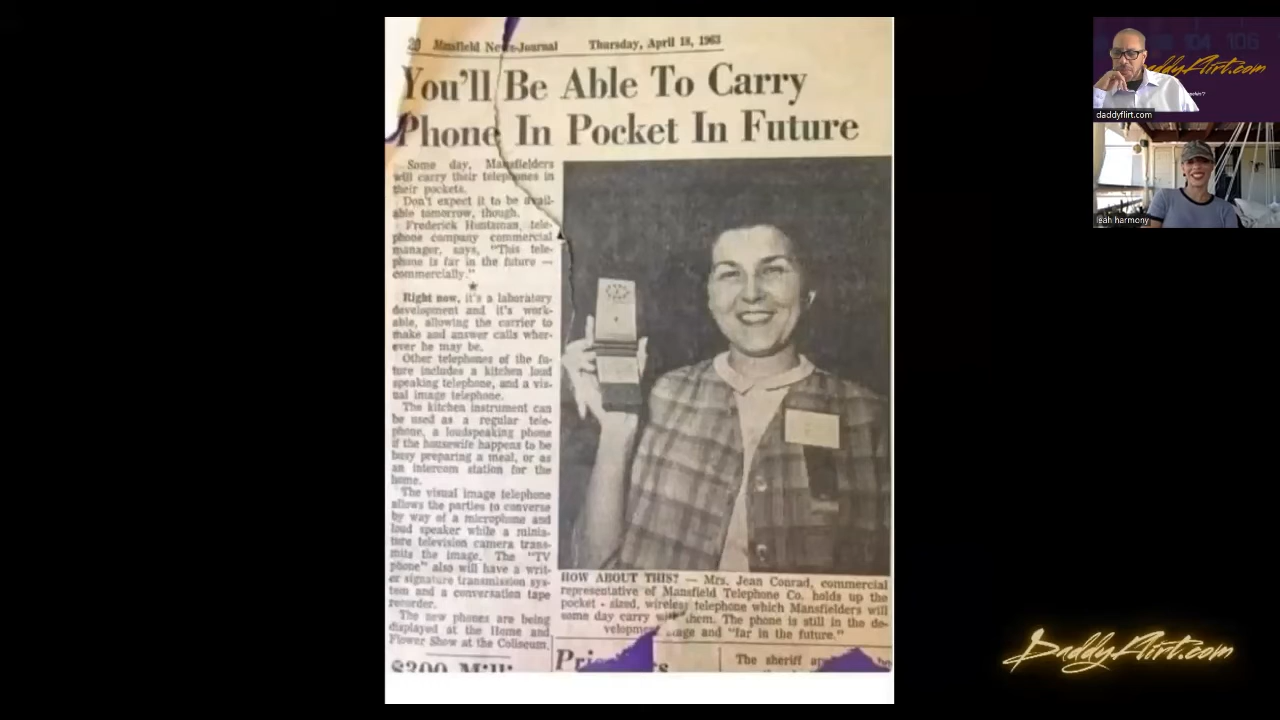 20 Mansfield News-Journal Thursday, April 18, 1963
You'll Be Able To Carry
Phone In Pocket In Future
Some day, Mansfielders
will carry their telephones in
their pockets.
Don't expect it to be avail-
able tomorrow, though.
Frederick Huntsman, tele-
phone company commercial
manager, says, "This tele-
phone is far in the future —
commercially."
★
Right now, it's a laboratory
development and it's work-
able, allowing the carrier to
make and answer calls wher-
ever he may be.
Other telephones of the fu-
ture includes a kitchen loud
speaking telephone, and a vis-
ual image telephone.
The kitchen instrument can
be used as a regular tele-
phone, a loudspeaking phone
if the housewife happens to be
busy preparing a meal, or as
an intercom station for the
home.
The visual image telephone
allows the parties to converse
by way of a microphone and
loud speaker while a minia-
ture television camera trans-
mits the image. The "TV
phone" also will have a writ-
er signature transmission sys-
tem and a conversation tape
recorder.
The new phones are being
displayed at the Home and
Flower Show at the Coliseum.
HOW ABOUT THIS? — Mrs. Jean Conrad, commercial
representative of Mansfield Telephone Co. holds up the
pocket - sized, wireless telephone which Mansfielders will
some day carry with them. The phone is still in the de-
velopment stage and "far in the future."
$300
The sheriff
104 106
DaddyFlirt.com
daddyflirt.com
leah harmony
DaddyFlirt.com